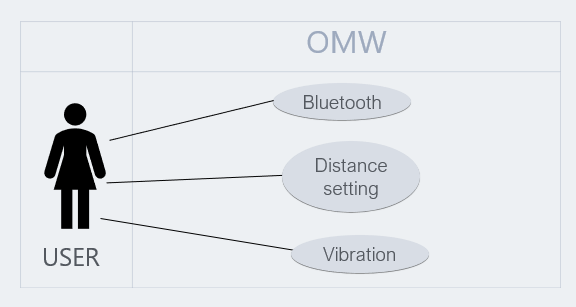 OMW
Bluetooth
Distance
setting
Vibration
USER